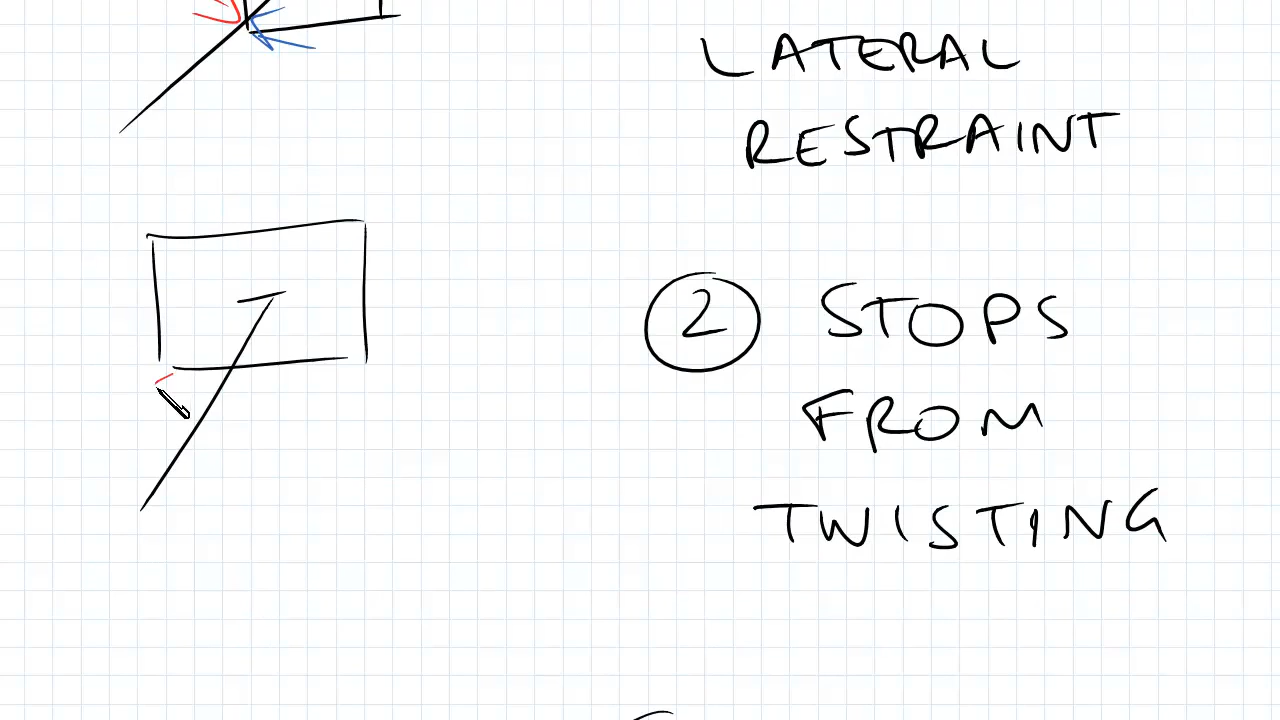 LATERAL
RESTRAINT
2 STOPS
FROM
TWISTING